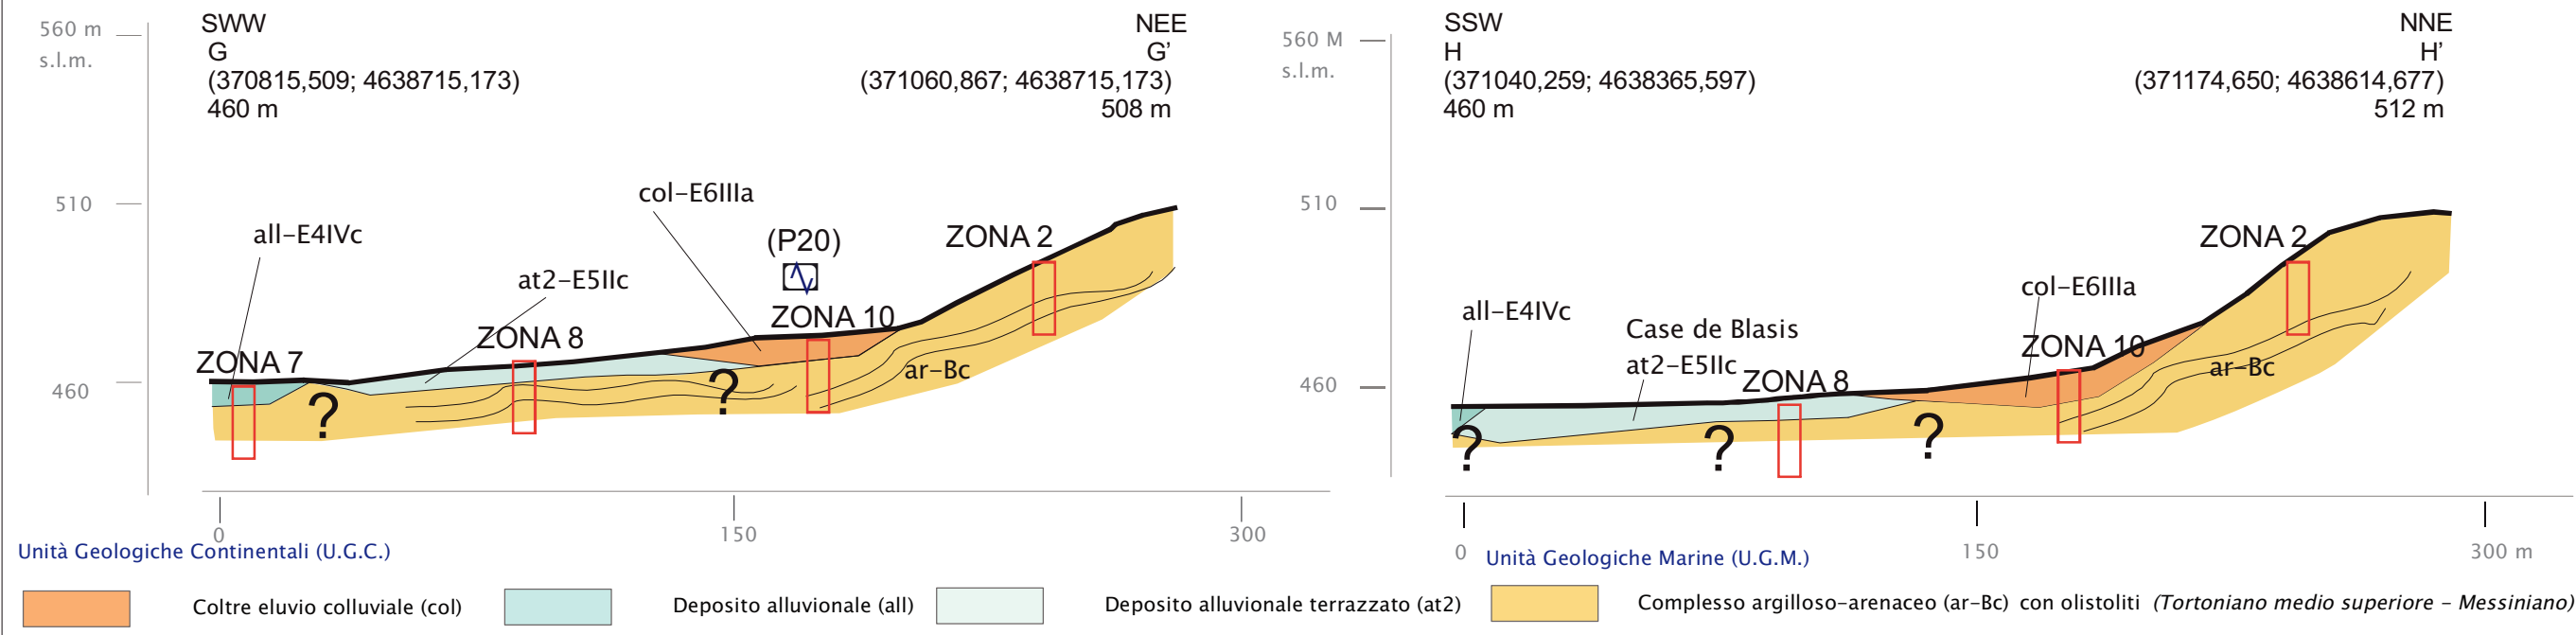 560 m
s.l.m.
510
460
SWW
G
(370815,509; 4638715,173)
460 m
NEE
G'
(371060,867; 4638715,173)
508 m
all-E4IVc
at2-E5IIc
col-E6IIIa
(P20)
ZONA 7
ZONA 8
ZONA 10
ZONA 2
ar-Bc
?
?
0
150
300
560 M
s.l.m.
510
460
SSW
H
(371040,259; 4638365,597)
460 m
NNE
H'
(371174,650; 4638614,677)
512 m
all-E4IVc
Case de Blasis
at2-E5IIc
ZONA 8
col-E6IIIa
ZONA 10
ZONA 2
ar-Bc
?
?
?
0
150
300 m
Unità Geologiche Continentali (U.G.C.)
Unità Geologiche Marine (U.G.M.)
Coltre eluvio colluviale (col)
Deposito alluvionale (all)
Deposito alluvionale terrazzato (at2)
Complesso argilloso-arenaceo (ar-Bc) con olistoliti (Tortoniano medio superiore - Messiniano)